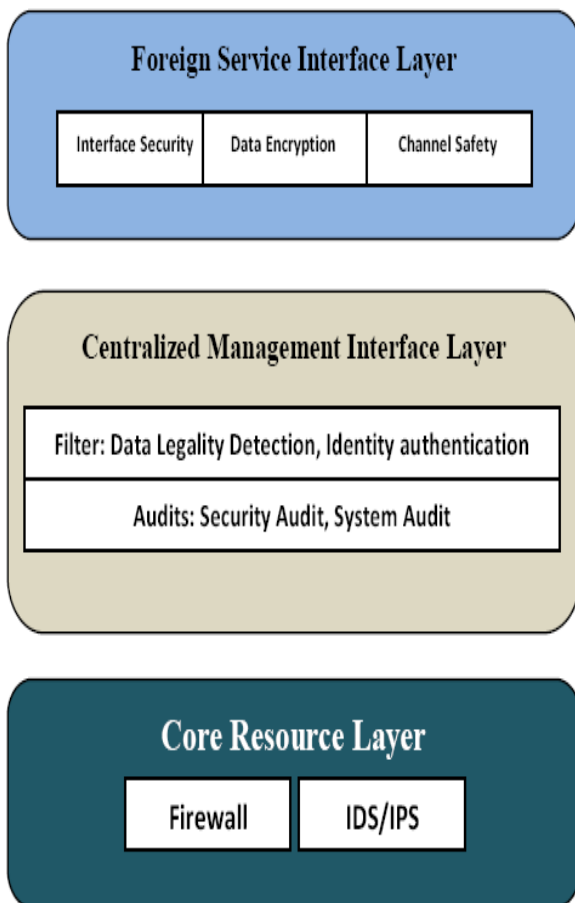 Foreign Service Interface Layer
Interface Security Data Encryption Channel Safety
Centralized Management Interface Layer
Filter: Data Legality Detection, Identity authentication
Audits: Security Audit, System Audit
Core Resource Layer
Firewall IDS/IPS